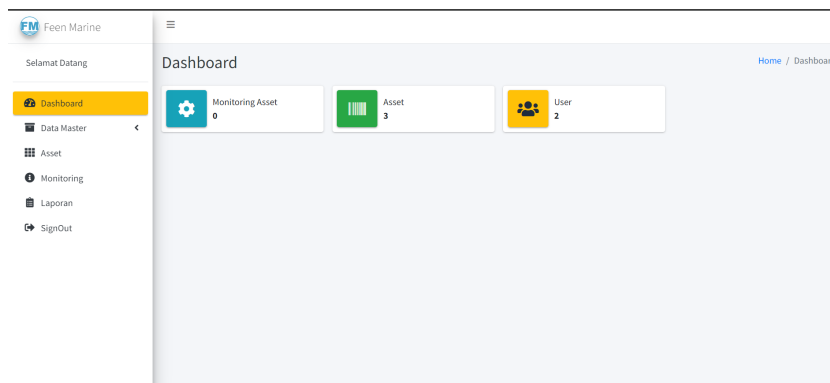 FM Feen Marine
Selamat Datang
Dashboard
Data Master
Asset
Monitoring
Laporan
SignOut
Dashboard
Home / Dashboar
Monitoring Asset
0
Asset
3
User
2